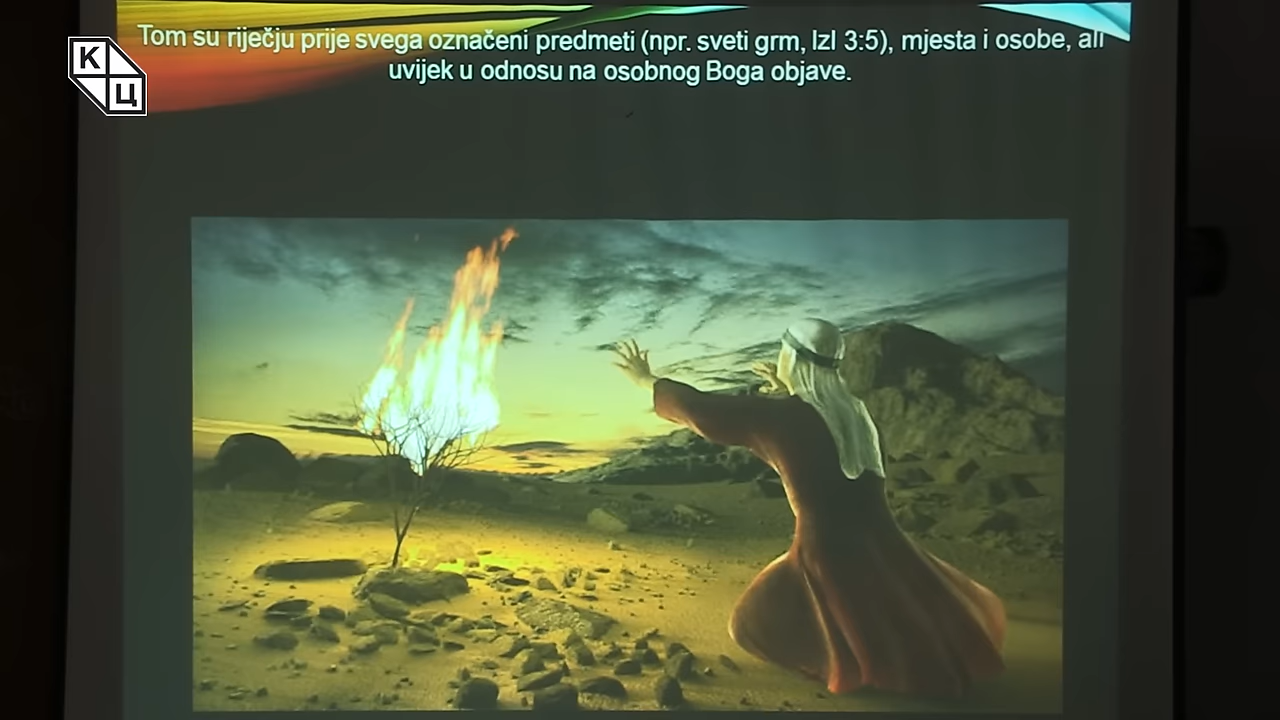 Tom su riječju prije svega označeni predmeti (npr. sveti grm, Izl 3:5), mjesta i osobe, ali
uvijek u odnosu na osobnog Boga objave.
К
Ц